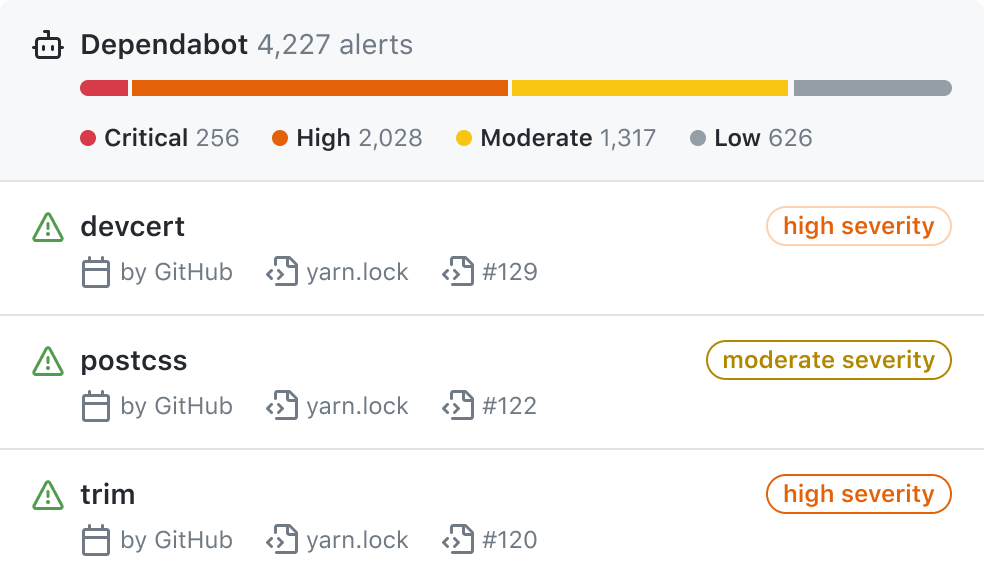 Dependabot 4,227 alerts
Critical 256 High 2,028 Moderate 1,317 Low 626
devcert high severity
by GitHub yarn.lock #129
postcss moderate severity
by GitHub yarn.lock #122
trim high severity
by GitHub yarn.lock #120